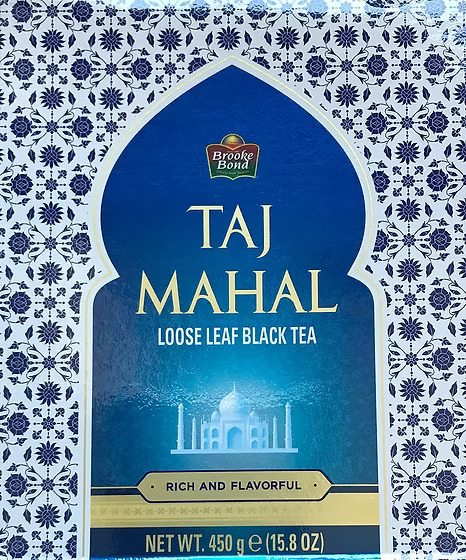 Brooke
Bond
TAJ
MAHAL
LOOSE LEAF BLACK TEA
· RICH AND FLAVORFUL ·
NET WT. 450 g ℮ (15.8 OZ)